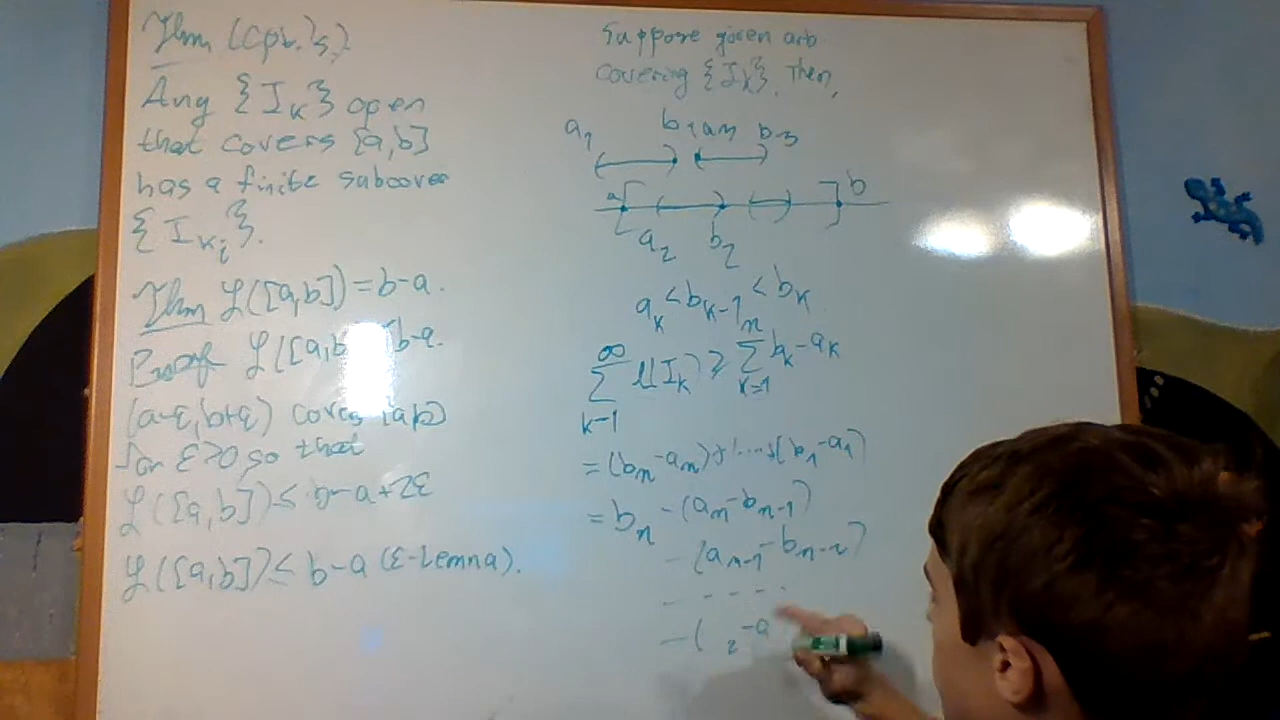 Thm (Cpt.'s,)
Any {I_K} open
that covers [a,b]
has a finite subcover
{I_{K_i}}.
Thm ℒ([a,b])=b-a.
Proof ℒ([a,b b-a.
(a-ε,b+ε) covers [a,b]
for ε>0 so that
ℒ([a,b])≤ b-a+2ε
ℒ([a,b])≤ b-a (ε-Lemma).
Suppose given arb
covering {I_K}. Then,
a_1 b_1 a_3 b_3
a b
a_2 b_2
a_K < b_{K-1} < b_K
∑_{k=1}^∞ l(I_K) ≥ ∑_{k=1}^n b_k-a_k
=(b_n-a_n)+....+(b_1-a_1)
=b_n-(a_n-b_{n-1})
-(a_{n-1}-b_{n-2})
- - - - -
-( 2 -a